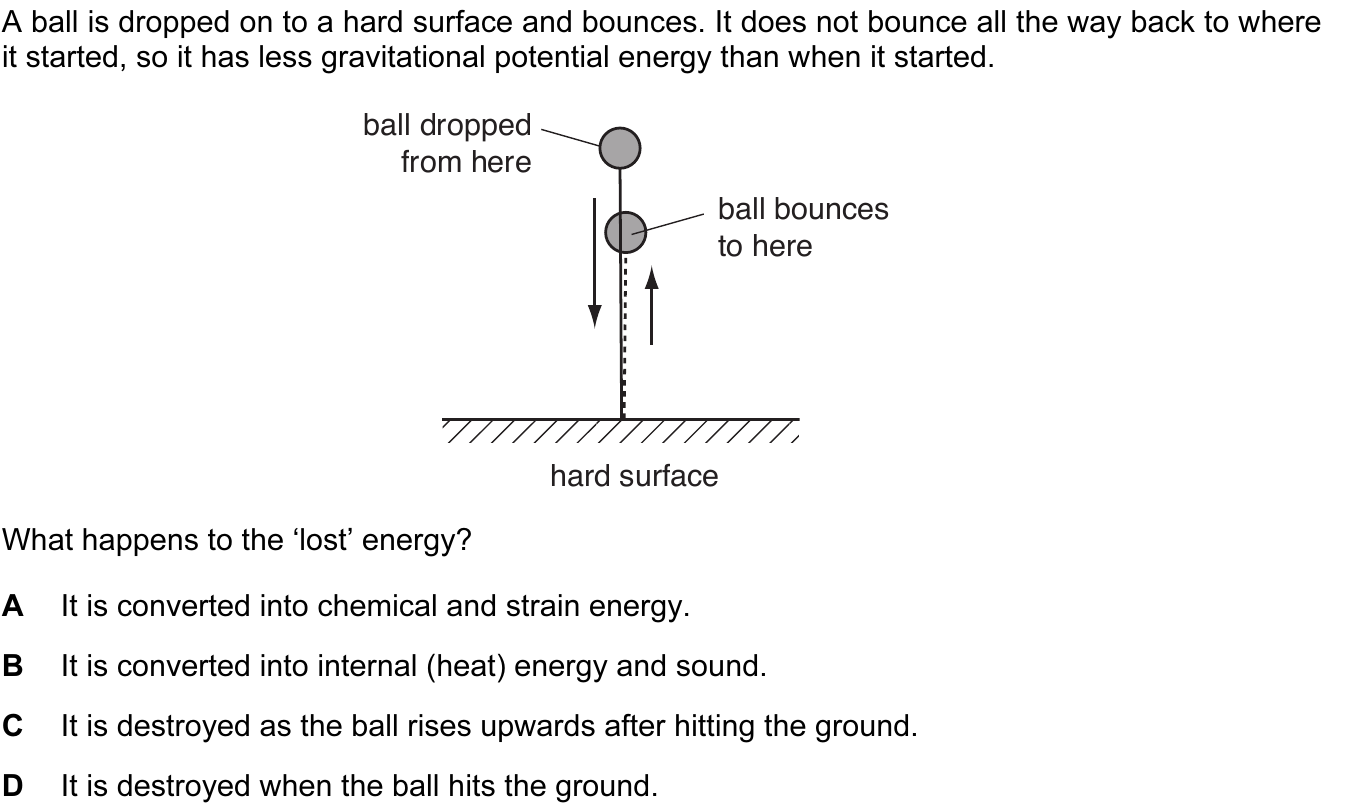 A ball is dropped on to a hard surface and bounces. It does not bounce all the way back to where
it started, so it has less gravitational potential energy than when it started.
ball dropped
from here
ball bounces
to here
hard surface
What happens to the ‘lost’ energy?
A It is converted into chemical and strain energy.
B It is converted into internal (heat) energy and sound.
C It is destroyed as the ball rises upwards after hitting the ground.
D It is destroyed when the ball hits the ground.